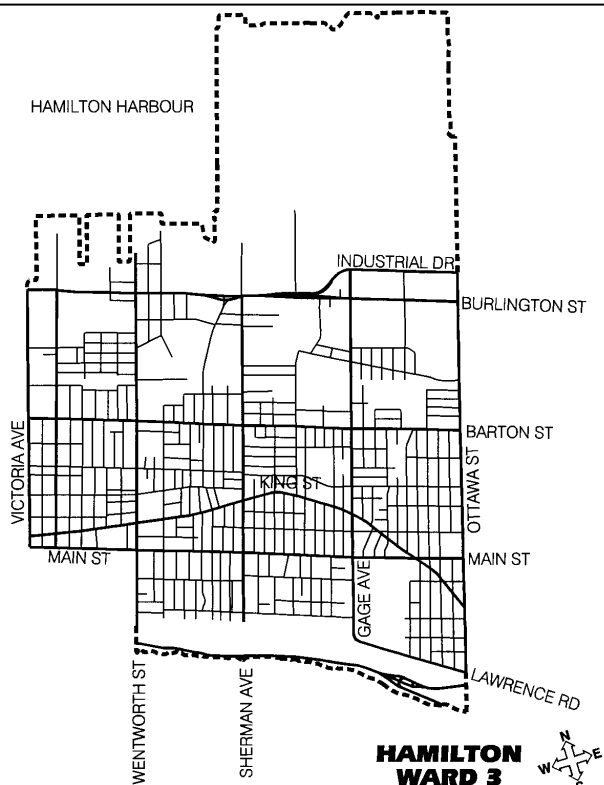 HAMILTON HARBOUR
INDUSTRIAL DR
BURLINGTON ST
BARTON ST
VICTORIA AVE
OTTAWA ST
KING ST
MAIN ST
MAIN ST
GAGE AVE
LAWRENCE RD
WENTWORTH ST
SHERMAN AVE
HAMILTON
WARD 3
N
W E
S